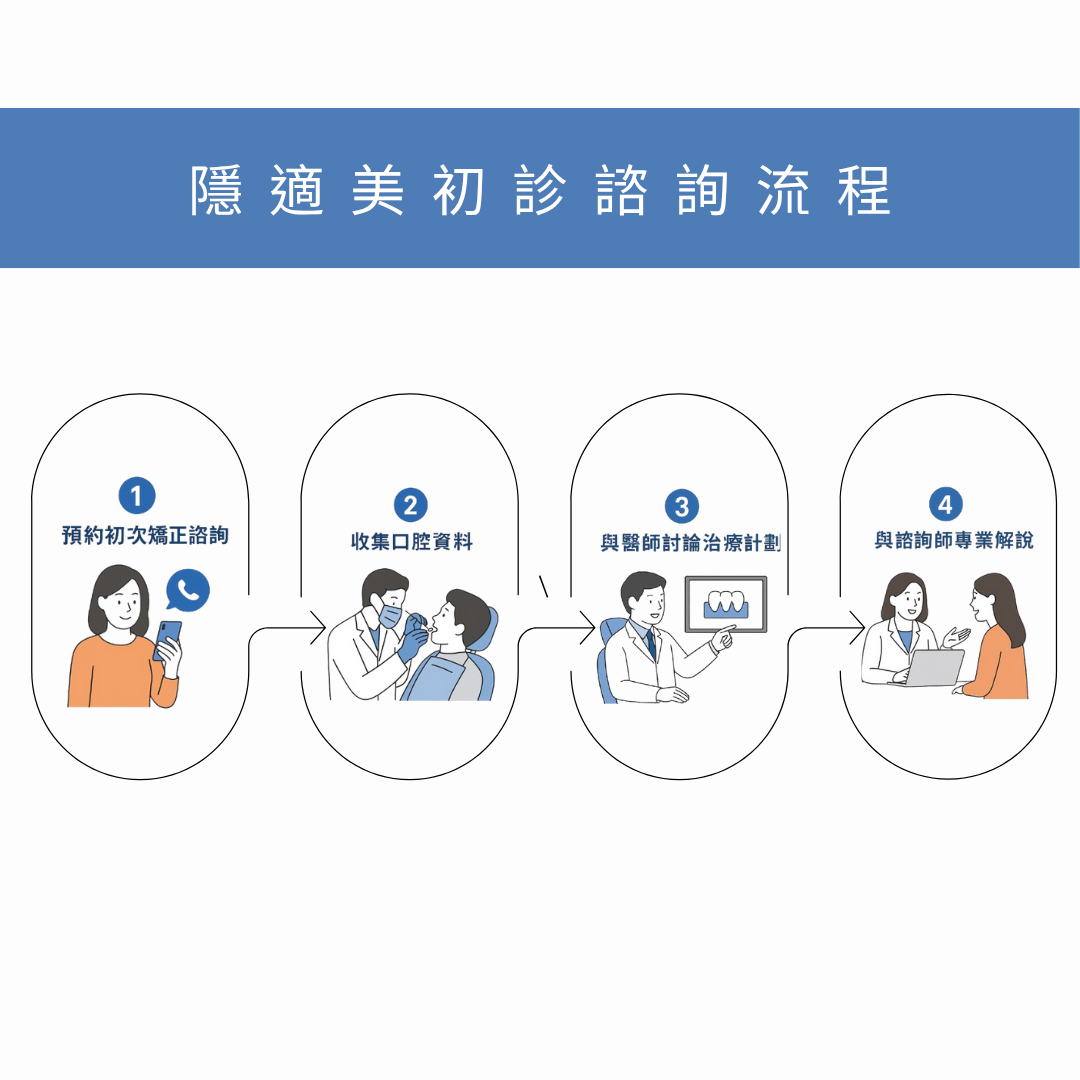 隱適美初診諮詢流程
1
預約初次矯正諮詢
2
收集口腔資料
3
與醫師討論治療計劃
4
與諮詢師專業解說